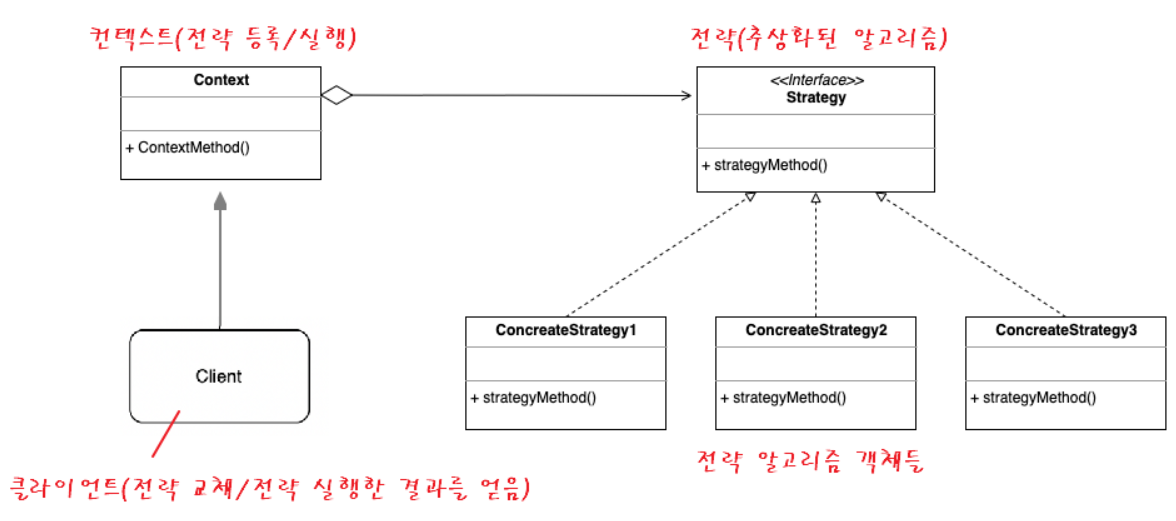 컨텍스트(전략 등록/실행)
전략(추상화된 알고리즘)
Context
+ ContextMethod()
<<Interface>>
Strategy
+ strategyMethod()
Client
ConcreateStrategy1
+ strategyMethod()
ConcreateStrategy2
+ strategyMethod()
ConcreateStrategy3
+ strategyMethod()
전략 알고리즘 객체들
클라이언트(전략 교체/전략 실행한 결과를 얻음)